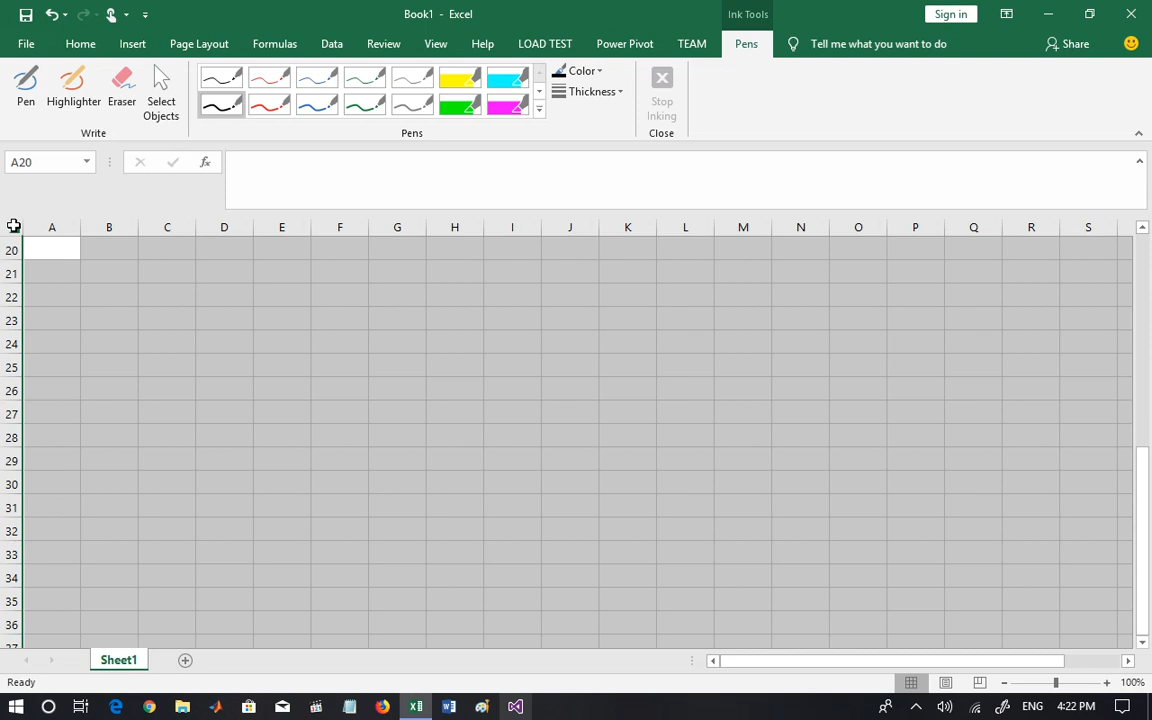 Book1 - Excel
Ink Tools
Sign in
File
Home
Insert
Page Layout
Formulas
Data
Review
View
Help
LOAD TEST
Power Pivot
TEAM
Pens
Tell me what you want to do
Share
Pen
Highlighter
Eraser
Select Objects
Color
Thickness
Stop Inking
Write
Pens
Close
A20
fx
A B C D E F G H I J K L M N O P Q R S
20
21
22
23
24
25
26
27
28
29
30
31
32
33
34
35
36
37
Sheet1
Ready
100%
ENG
4:22 PM